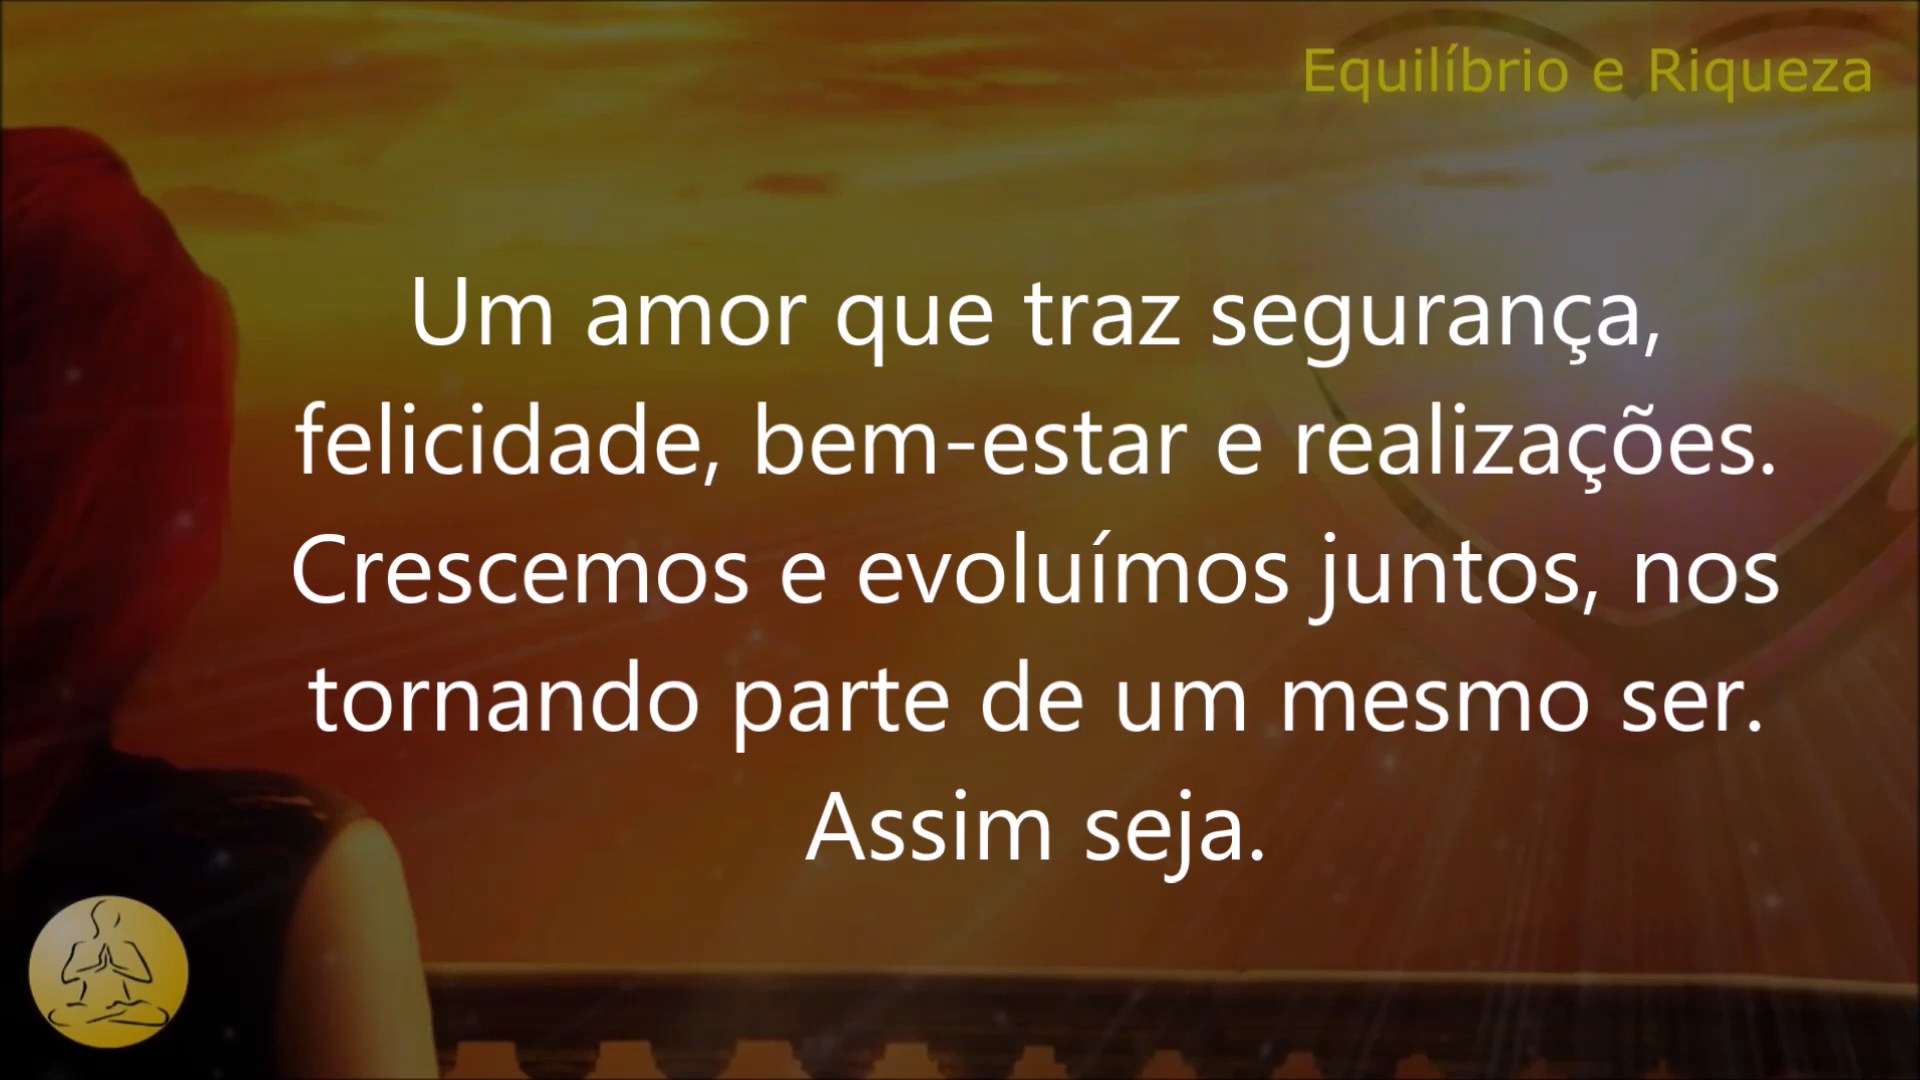 Equilíbrio e Riqueza
Um amor que traz segurança,
felicidade, bem-estar e realizações.
Crescemos e evoluímos juntos, nos
tornando parte de um mesmo ser.
Assim seja.